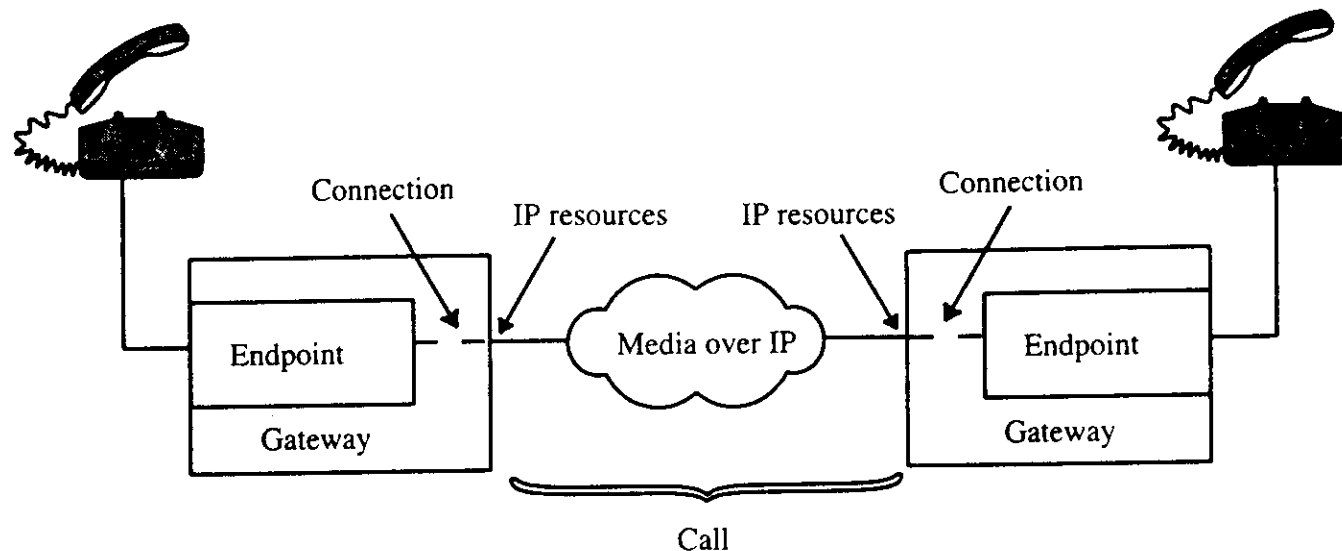 Connection
IP resources
IP resources
Connection
Endpoint
Media over IP
Endpoint
Gateway
Gateway
Call